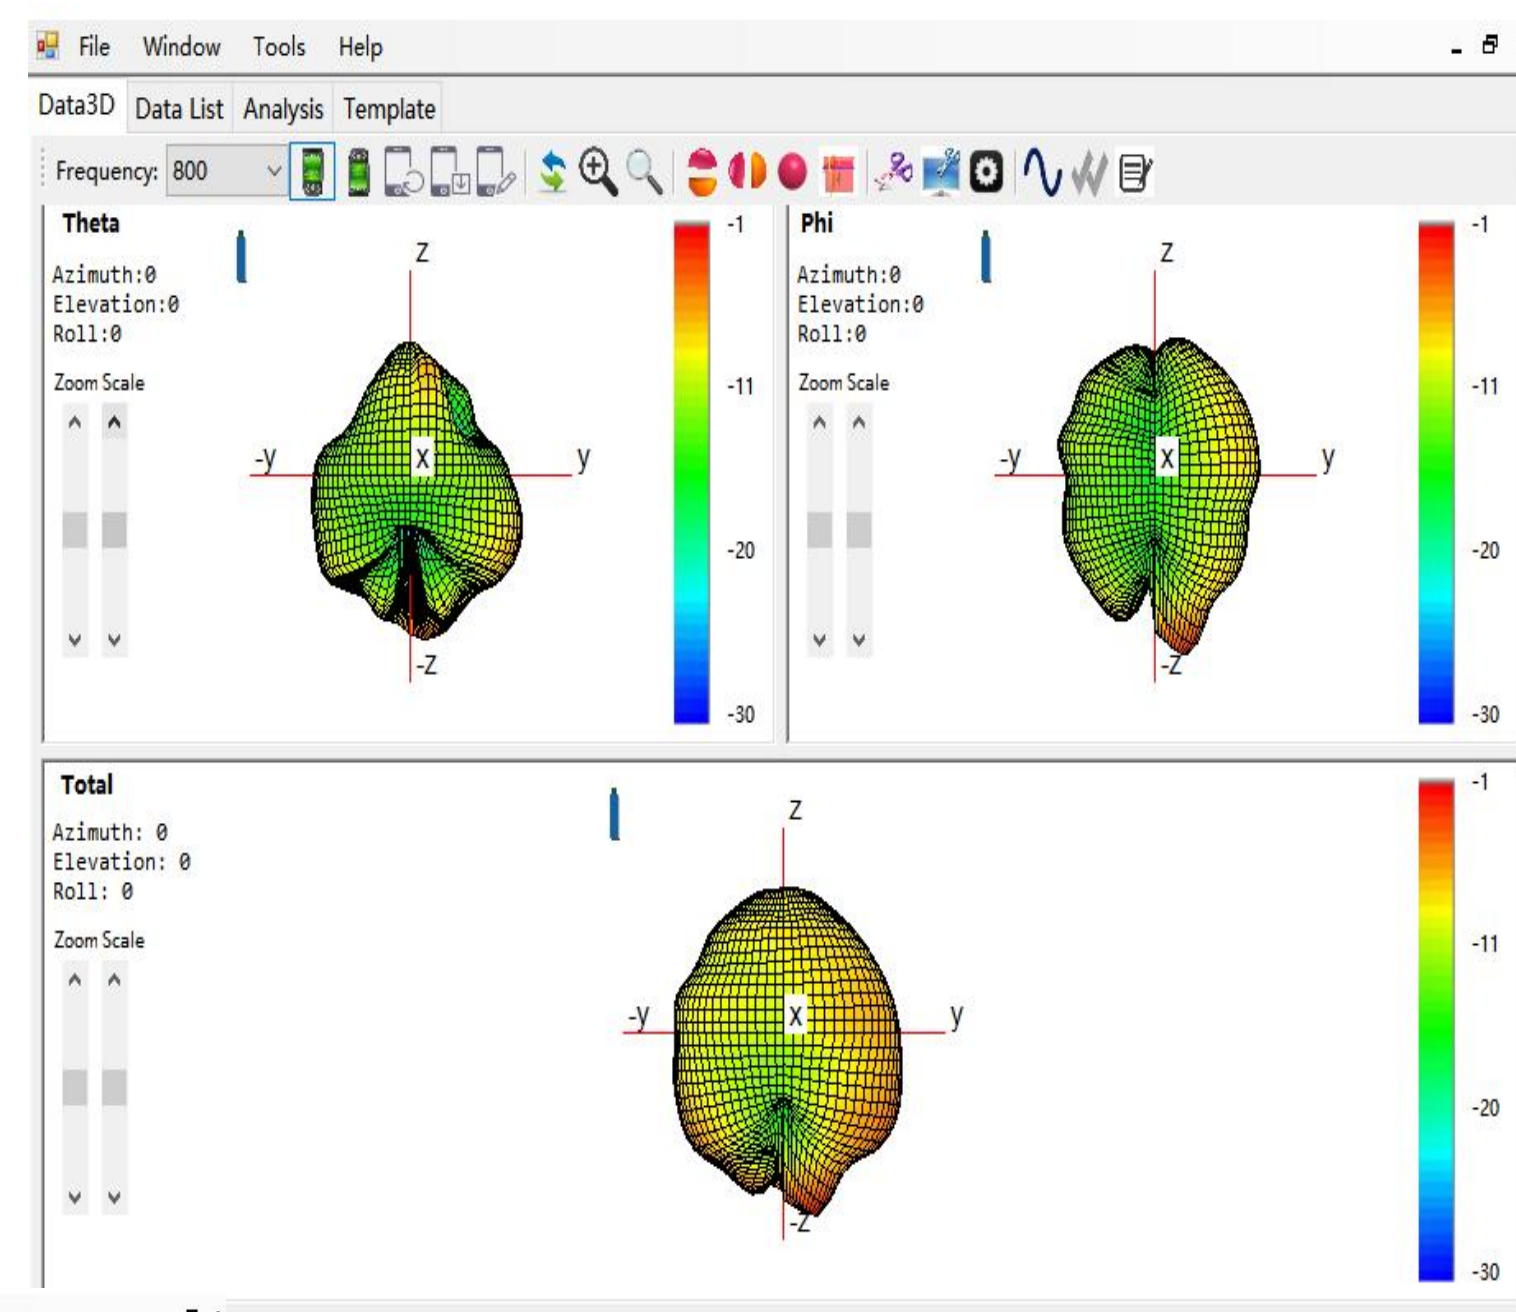 File Window Tools Help
Data3D Data List Analysis Template
Frequency: 800
Theta
Azimuth:0
Elevation:0
Roll:0
Zoom Scale
z
-y
x
y
-z
-1
-11
-20
-30
Phi
Azimuth:0
Elevation:0
Roll:0
Zoom Scale
z
-y
x
y
-z
-1
-11
-20
-30
Total
Azimuth: 0
Elevation: 0
Roll: 0
Zoom Scale
z
-y
x
y
-z
-1
-11
-20
-30